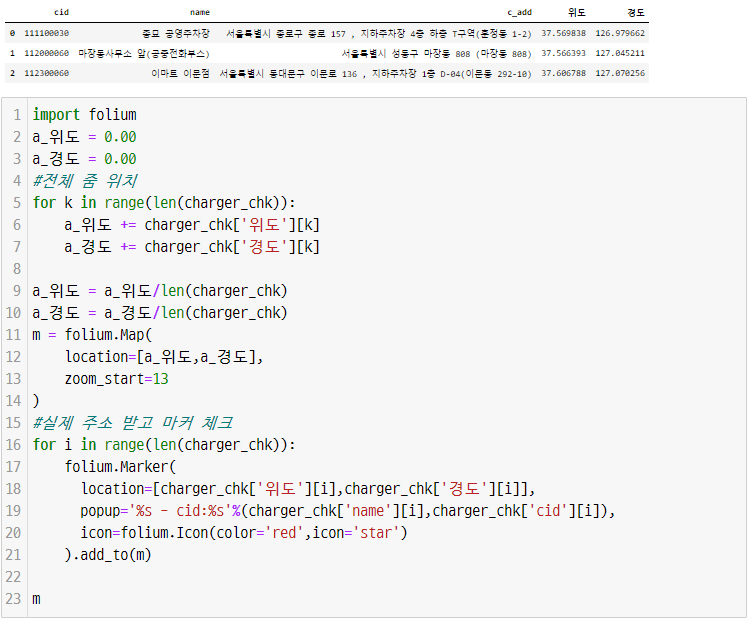 cid name c_add 위도 경도
0 111100030 종묘 공영주차장 서울특별시 종로구 종로 157 , 지하주차장 4층 하층 T구역(훈정동 1-2) 37.569838 126.979662
1 112000060 마장동사무소 앞(공중전화부스) 서울특별시 성동구 마장동 808 (마장동 808) 37.566393 127.045211
2 112300060 이마트 이문점 서울특별시 동대문구 이문로 136 , 지하주차장 1층 D-04(이문동 292-10) 37.606788 127.070256
1 import folium
2 a_위도 = 0.00
3 a_경도 = 0.00
4 #전체 줌 위치
5 for k in range(len(charger_chk)):
6 a_위도 += charger_chk['위도'][k]
7 a_경도 += charger_chk['경도'][k]
8
9 a_위도 = a_위도/len(charger_chk)
10 a_경도 = a_경도/len(charger_chk)
11 m = folium.Map(
12 location=[a_위도,a_경도],
13 zoom_start=13
14 )
15 #실제 주소 받고 마커 체크
16 for i in range(len(charger_chk)):
17 folium.Marker(
18 location=[charger_chk['위도'][i],charger_chk['경도'][i]],
19 popup='%s - cid:%s'%(charger_chk['name'][i],charger_chk['cid'][i]),
20 icon=folium.Icon(color='red',icon='star')
21 ).add_to(m)
22
23 m